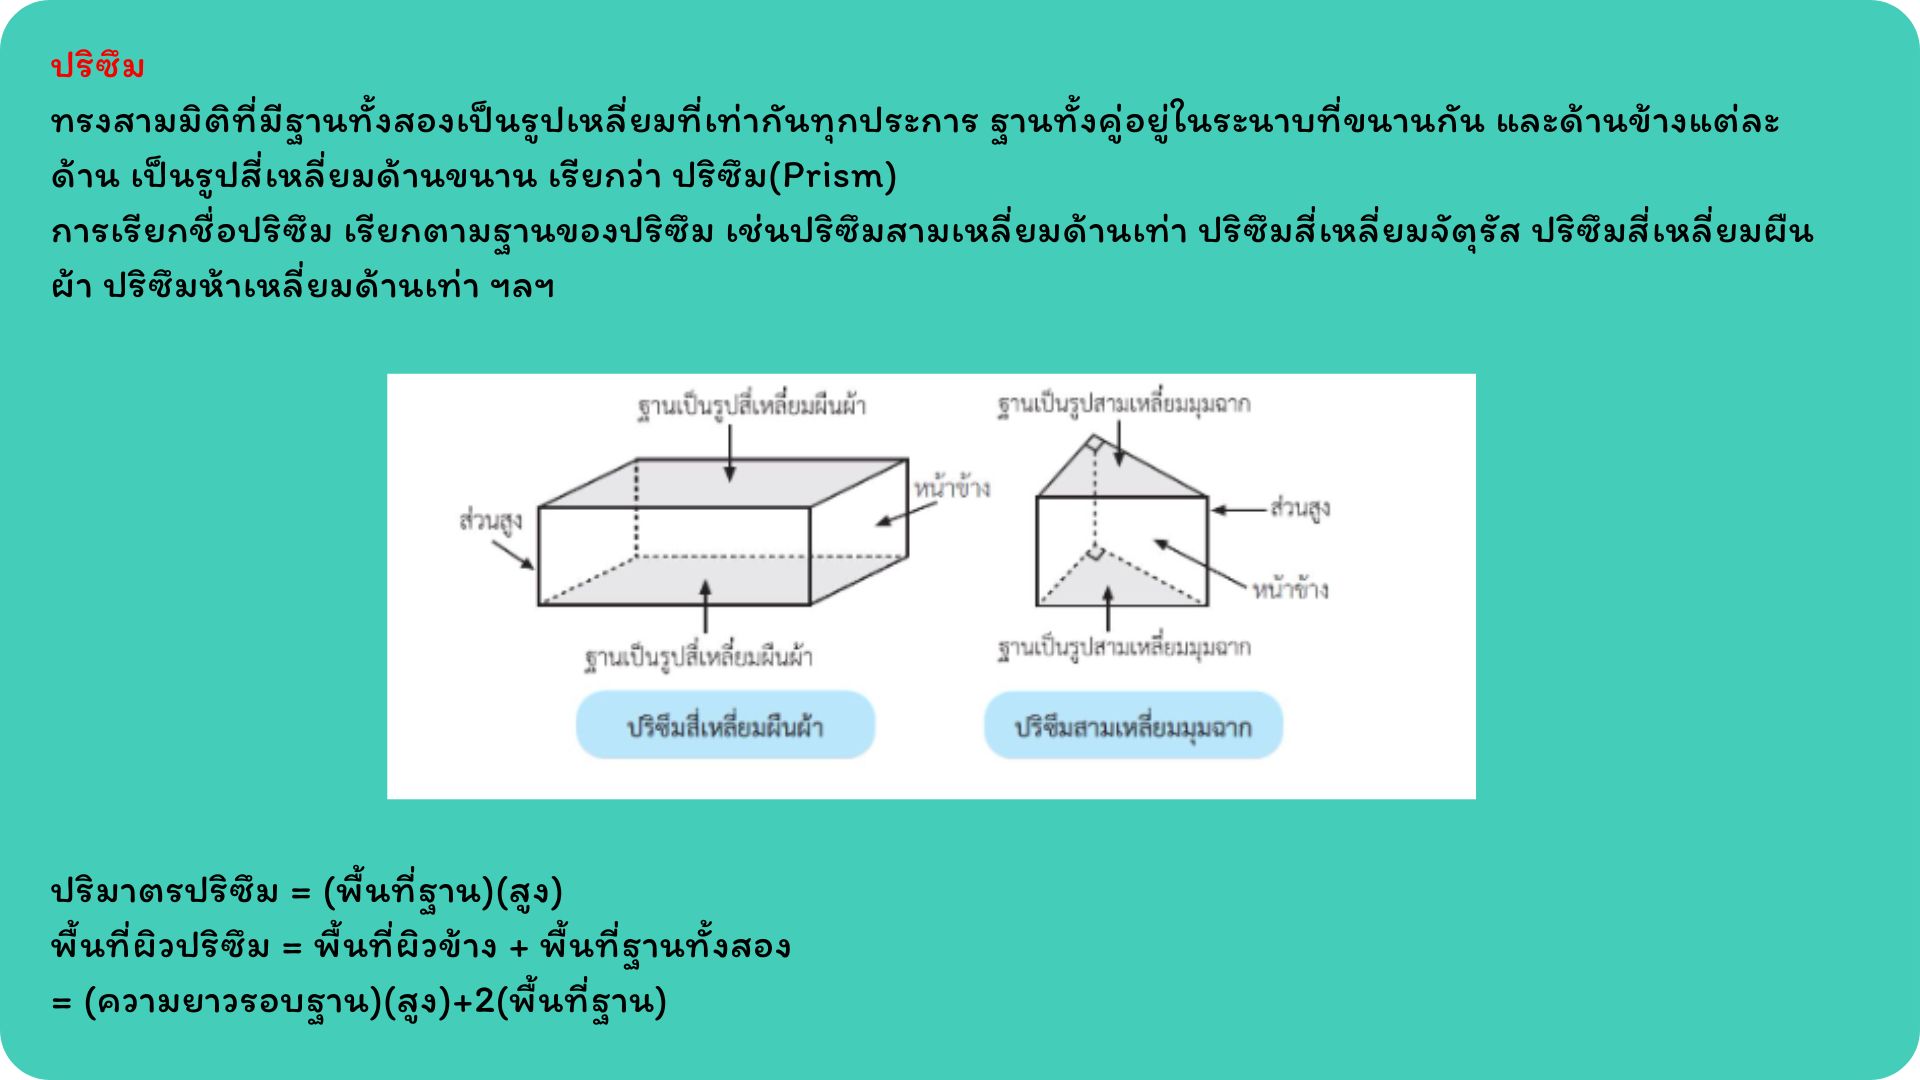 ปริซึม
ทรงสามมิติที่มีฐานทั้งสองเป็นรูปเหลี่ยมที่เท่ากันทุกประการ ฐานทั้งคู่อยู่ในระนาบที่ขนานกัน และด้านข้างแต่ละ
ด้าน เป็นรูปสี่เหลี่ยมด้านขนาน เรียกว่า ปริซึม(Prism)
การเรียกชื่อปริซึม เรียกตามฐานของปริซึม เช่นปริซึมสามเหลี่ยมด้านเท่า ปริซึมสี่เหลี่ยมจัตุรัส ปริซึมสี่เหลี่ยมผืน
ผ้า ปริซึมห้าเหลี่ยมด้านเท่า ฯลฯ
ฐานเป็นรูปสี่เหลี่ยมผืนผ้า
ส่วนสูง
หน้าข้าง
ฐานเป็นรูปสี่เหลี่ยมผืนผ้า
ปริซึมสี่เหลี่ยมผืนผ้า
ฐานเป็นรูปสามเหลี่ยมมุมฉาก
ส่วนสูง
หน้าข้าง
ฐานเป็นรูปสามเหลี่ยมมุมฉาก
ปริซึมสามเหลี่ยมมุมฉาก
ปริมาตรปริซึม = (พื้นที่ฐาน)(สูง)
พื้นที่ผิวปริซึม = พื้นที่ผิวข้าง + พื้นที่ฐานทั้งสอง
= (ความยาวรอบฐาน)(สูง)+2(พื้นที่ฐาน)